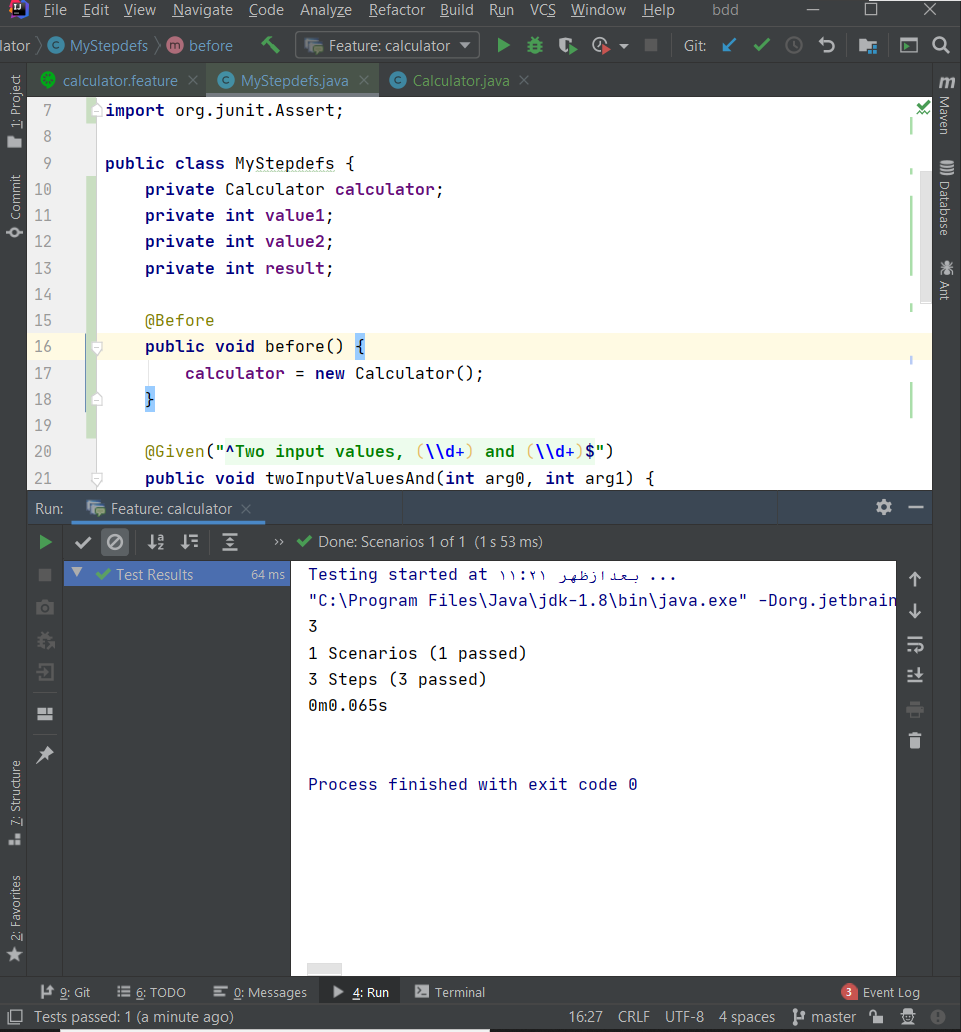 File Edit View Navigate Code Analyze Refactor Build Run VCS Window Help bdd
lator MyStepdefs before Feature: calculator Git:
calculator.feature MyStepdefs.java Calculator.java
1: Project
Commit
7: Structure
2: Favorites
7 import org.junit.Assert;
8
9 public class MyStepdefs {
10 private Calculator calculator;
11 private int value1;
12 private int value2;
13 private int result;
14
15 @Before
16 public void before() {
17 calculator = new Calculator();
18 }
19
20 @Given("^Two input values, (\\d+) and (\\d+)$")
21 public void twoInputValuesAnd(int arg0, int arg1) {
Maven
Database
Ant
Run: Feature: calculator
Done: Scenarios 1 of 1 (1 s 53 ms)
Test Results 64 ms
Testing started at ۱۱:۲۱ بعدازظهر ...
"C:\Program Files\Java\jdk-1.8\bin\java.exe" -Dorg.jetbrain
3
1 Scenarios (1 passed)
3 Steps (3 passed)
0m0.065s
Process finished with exit code 0
9: Git 6: TODO 0: Messages 4: Run Terminal 3 Event Log
Tests passed: 1 (a minute ago) 16:27 CRLF UTF-8 4 spaces master